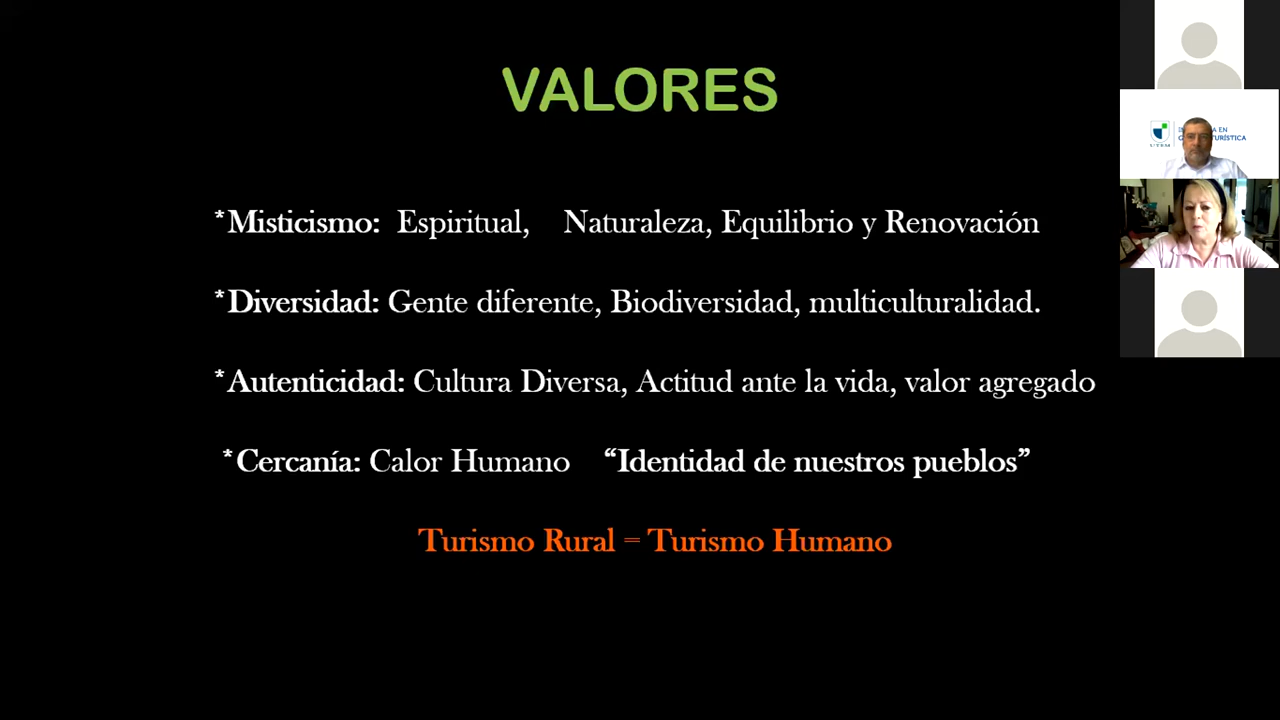 VALORES
*Misticismo: Espiritual, Naturaleza, Equilibrio y Renovación
*Diversidad: Gente diferente, Biodiversidad, multiculturalidad.
*Autenticidad: Cultura Diversa, Actitud ante la vida, valor agregado
*Cercanía: Calor Humano “Identidad de nuestros pueblos”
Turismo Rural = Turismo Humano
EN